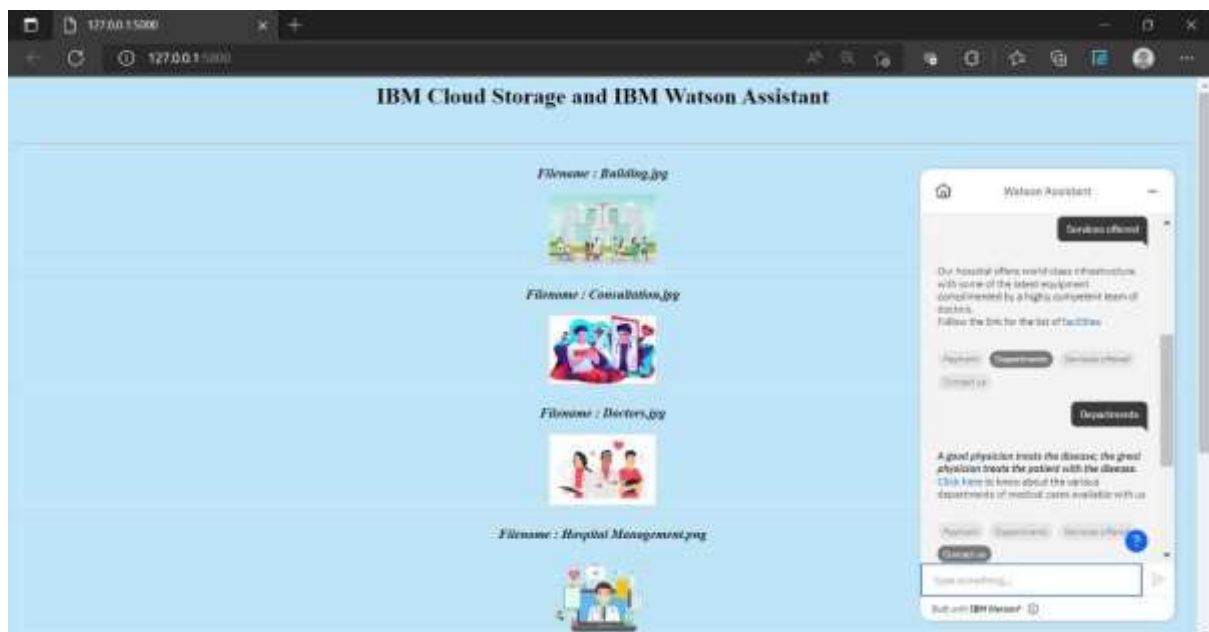 127.0.0.1:5000
127.0.0.1:5000
IBM Cloud Storage and IBM Watson Assistant
Filename : Building.jpg
Filename : Consultation.jpg
Filename : Doctors.jpg
Filename : Hospital Management.png
Watson Assistant
Services offered
Our hospital offers world class infrastructure
with some of the latest equipment
complimented by a highly competent team of
doctors.
Follow the link for the list of facilities
Payment Departments Services offered
Contact us
Departments
A good physician treats the disease; the great
physician treats the patient with the disease.
Click here to know about the various
departments of medical cares available with us
Payment Departments Services offered
?
Contact us
Type something...
Built with IBM Watson®